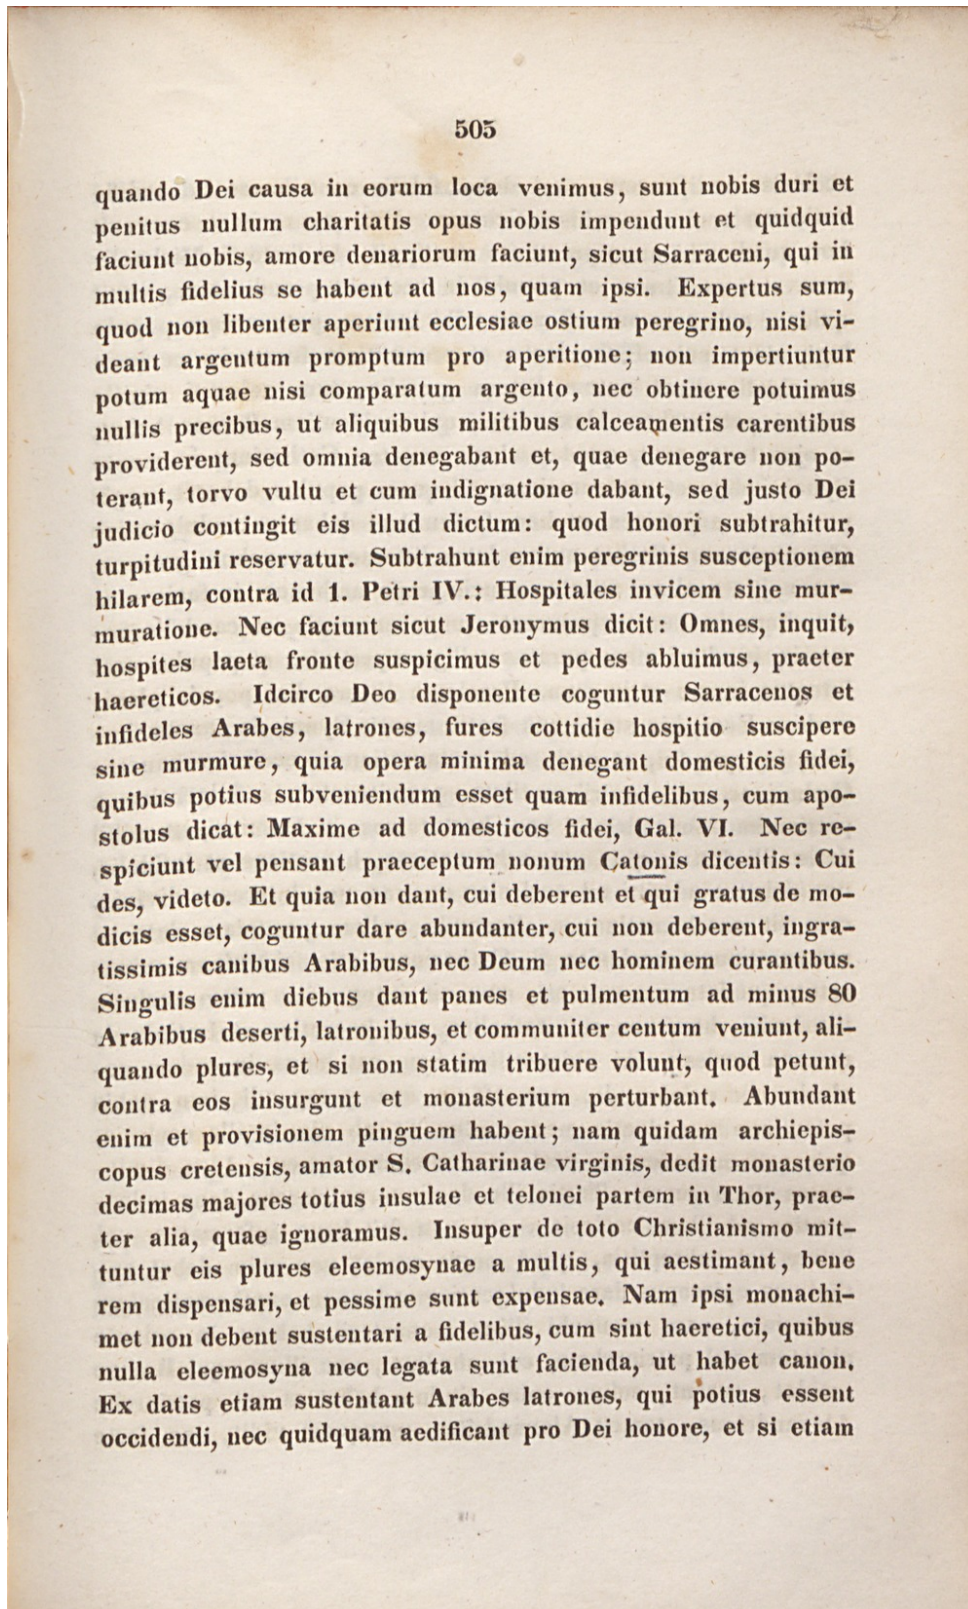 505
quando Dei causa in eorum loca venimus, sunt nobis duri et
penitus nullum charitatis opus nobis impendunt et quidquid
faciunt nobis, amore denariorum faciunt, sicut Sarraceni, qui in
multis fidelius se habent ad nos, quam ipsi. Expertus sum,
quod non libenter aperiunt ecclesiae ostium peregrino, nisi vi-
deant argentum promptum pro aperitione; non impertiuntur
potum aquae nisi comparatum argento, nec obtinere potuimus
nullis precibus, ut aliquibus militibus calceamentis carentibus
providerent, sed omnia denegabant et, quae denegare non po-
terant, torvo vultu et cum indignatione dabant, sed justo Dei
judicio contingit eis illud dictum: quod honori subtrahitur,
turpitudini reservatur. Subtrahunt enim peregrinis susceptionem
hilarem, contra id 1. Petri IV.: Hospitales invicem sine mur-
muratione. Nec faciunt sicut Jeronymus dicit: Omnes, inquit,
hospites laeta fronte suspicimus et pedes abluimus, praeter
haereticos. Idcirco Deo disponente coguntur Sarracenos et
infideles Arabes, latrones, fures cottidie hospitio suscipere
sine murmure, quia opera minima denegant domesticis fidei,
quibus potius subveniendum esset quam infidelibus, cum apo-
stolus dicat: Maxime ad domesticos fidei, Gal. VI. Nec re-
spiciunt vel pensant praeceptum nonum Catonis dicentis: Cui
des, videto. Et quia non dant, cui deberent et qui gratus de mo-
dicis esset, coguntur dare abundanter, cui non deberent, ingra-
tissimis canibus Arabibus, nec Deum nec hominem curantibus.
Singulis enim diebus dant panes et pulmentum ad minus 80
Arabibus deserti, latronibus, et communiter centum veniunt, ali-
quando plures, et si non statim tribuere volunt, quod petunt,
contra eos insurgunt et monasterium perturbant. Abundant
enim et provisionem pinguem habent; nam quidam archiepis-
copus cretensis, amator S. Catharinae virginis, dedit monasterio
decimas majores totius insulae et telonei partem in Thor, prae-
ter alia, quae ignoramus. Insuper de toto Christianismo mit-
tuntur eis plures eleemosynae a multis, qui aestimant, bene
rem dispensari, et pessime sunt expensae. Nam ipsi monachi-
met non debent sustentari a fidelibus, cum sint haeretici, quibus
nulla eleemosyna nec legata sunt facienda, ut habet canon.
Ex datis etiam sustentant Arabes latrones, qui potius essent
occidendi, nec quidquam aedificant pro Dei honore, et si etiam